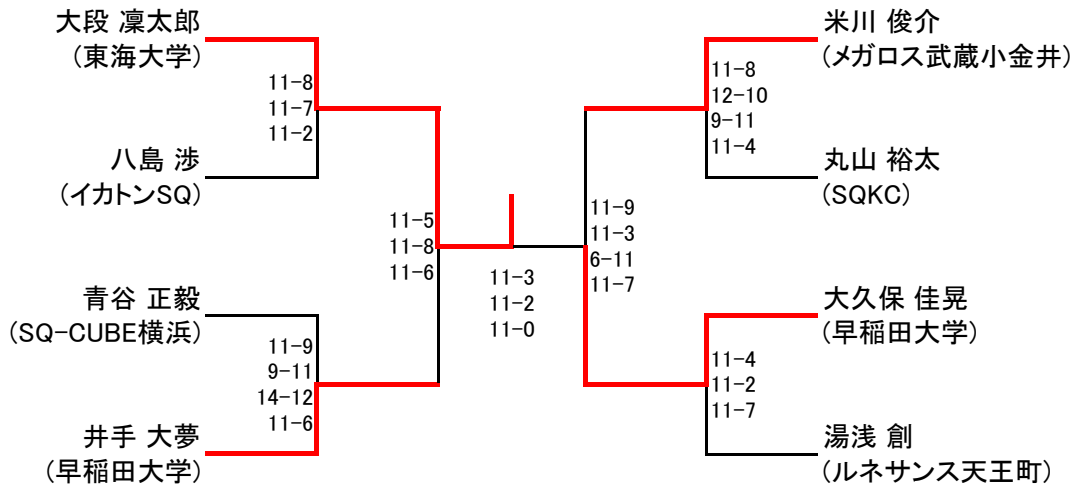 大段 凜太郎
(東海大学)
11-8
11-7
11-2
八島 渉
(イカトンSQ)
11-5
11-8
11-6
青谷 正毅
(SQ-CUBE横浜)
11-9
9-11
14-12
11-6
井手 大夢
(早稲田大学)
11-3
11-2
11-0
米川 俊介
(メガロス武蔵小金井)
11-8
12-10
9-11
11-4
丸山 裕太
(SQKC)
11-9
11-3
6-11
11-7
大久保 佳晃
(早稲田大学)
11-4
11-2
11-7
湯浅 創
(ルネサンス天王町)